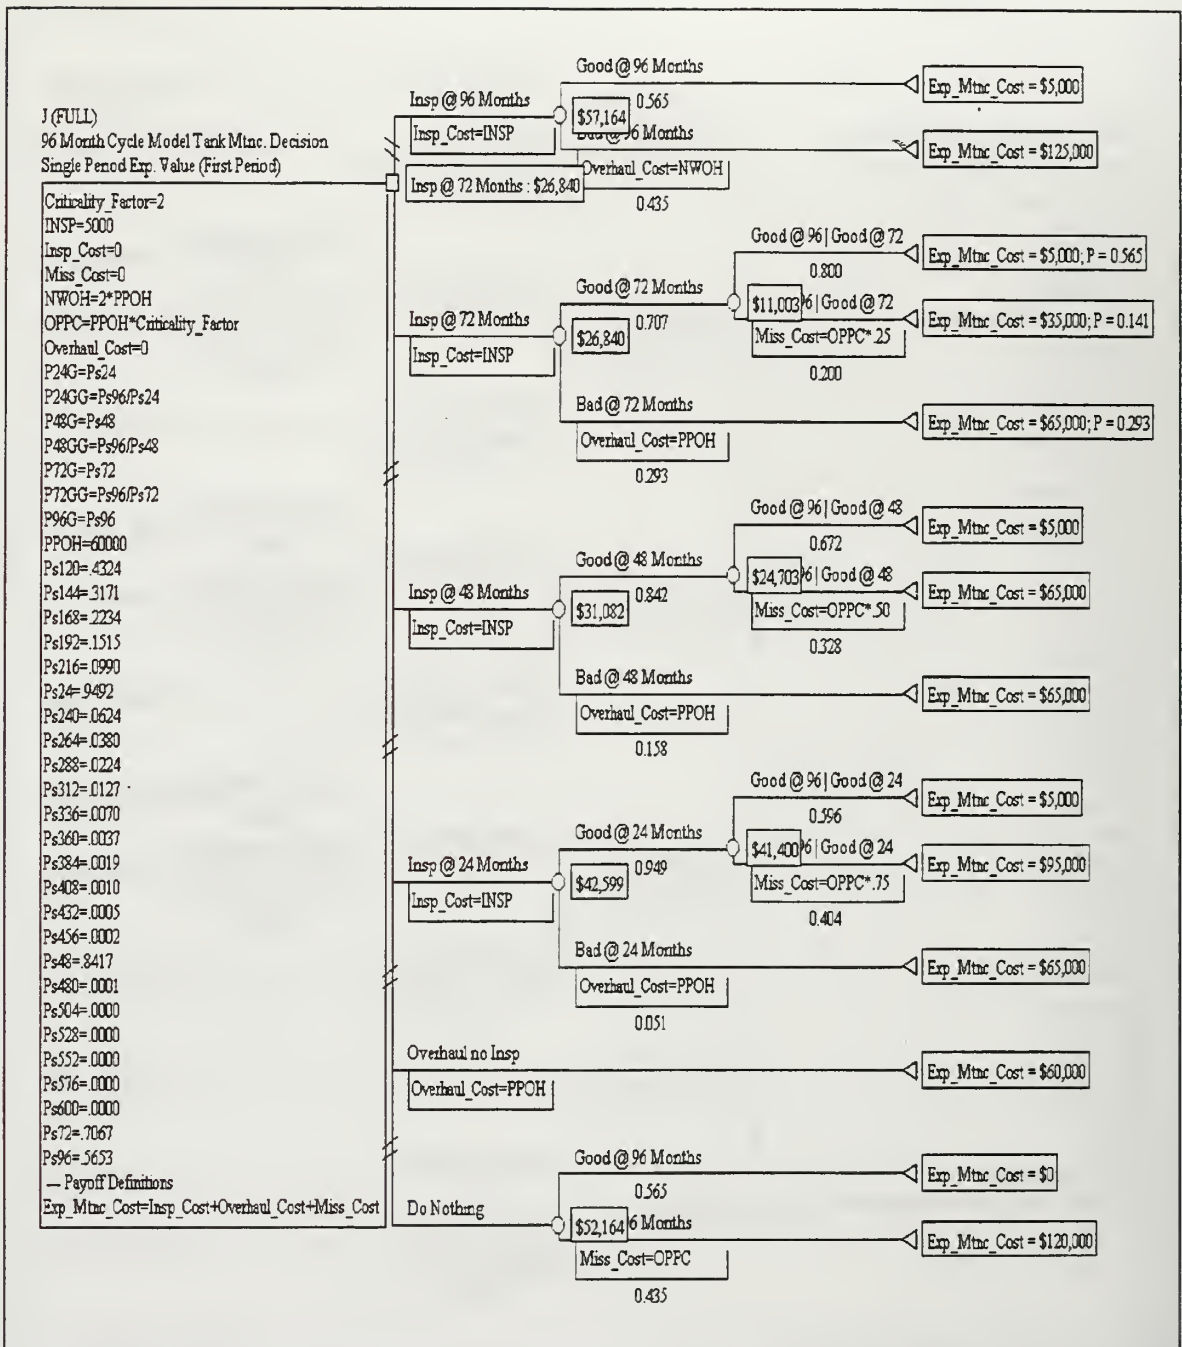 J (FULL)
96 Month Cycle Model Tank Mtnc. Decision
Single Period Exp. Value (First Period)
Criticality_Factor=2
INSP=5000
Insp_Cost=0
Miss_Cost=0
NWOH=2*PPOH
OPPC=PPOH*Criticality_Factor
Overhaul_Cost=0
P24G=Ps24
P24GG=Ps96/Ps24
P48G=Ps48
P48GG=Ps96/Ps48
P72G=Ps72
P72GG=Ps96/Ps72
P96G=Ps96
PPOH=60000
Ps120=.4324
Ps144=.3171
Ps168=.2234
Ps192=.1515
Ps216=.0990
Ps24=.9492
Ps240=.0624
Ps264=.0380
Ps288=.0224
Ps312=.0127
Ps336=.0070
Ps360=.0037
Ps384=.0019
Ps408=.0010
Ps432=.0005
Ps456=.0002
Ps48=.8417
Ps480=.0001
Ps504=.0000
Ps528=.0000
Ps552=.0000
Ps576=.0000
Ps600=.0000
Ps72=.7067
Ps96=.5653
— Payoff Definitions
Exp_Mtnc_Cost=Insp_Cost+Overhaul_Cost+Miss_Cost
Insp @ 96 Months
Insp_Cost=INSP
$57,164
Good @ 96 Months
0.565
Exp_Mtnc_Cost = $5,000
96 Months
Overhaul_Cost=NWOH
0.435
Exp_Mtnc_Cost = $125,000
Insp @ 72 Months : $26,840
Insp @ 72 Months
Insp_Cost=INSP
$26,840
Good @ 72 Months
0.707
$11,003
Good @ 96 | Good @ 72
0.800
Exp_Mtnc_Cost = $5,000; P = 0.565
96 | Good @ 72
Miss_Cost=OPPC*.25
0.200
Exp_Mtnc_Cost = $35,000; P = 0.141
Bad @ 72 Months
Overhaul_Cost=PPOH
0.293
Exp_Mtnc_Cost = $65,000; P = 0.293
Insp @ 48 Months
Insp_Cost=INSP
$31,082
Good @ 48 Months
0.842
$24,703
Good @ 96 | Good @ 48
0.672
Exp_Mtnc_Cost = $5,000
96 | Good @ 48
Miss_Cost=OPPC*.50
0.328
Exp_Mtnc_Cost = $65,000
Bad @ 48 Months
Overhaul_Cost=PPOH
0.158
Exp_Mtnc_Cost = $65,000
Insp @ 24 Months
Insp_Cost=INSP
$42,599
Good @ 24 Months
0.949
$41,400
Good @ 96 | Good @ 24
0.596
Exp_Mtnc_Cost = $5,000
96 | Good @ 24
Miss_Cost=OPPC*.75
0.404
Exp_Mtnc_Cost = $95,000
Bad @ 24 Months
Overhaul_Cost=PPOH
0.051
Exp_Mtnc_Cost = $65,000
Overhaul no Insp
Overhaul_Cost=PPOH
Exp_Mtnc_Cost = $60,000
Do Nothing
$52,164
Good @ 96 Months
0.565
Exp_Mtnc_Cost = $0
6 Months
Miss_Cost=OPPC
0.435
Exp_Mtnc_Cost = $120,000